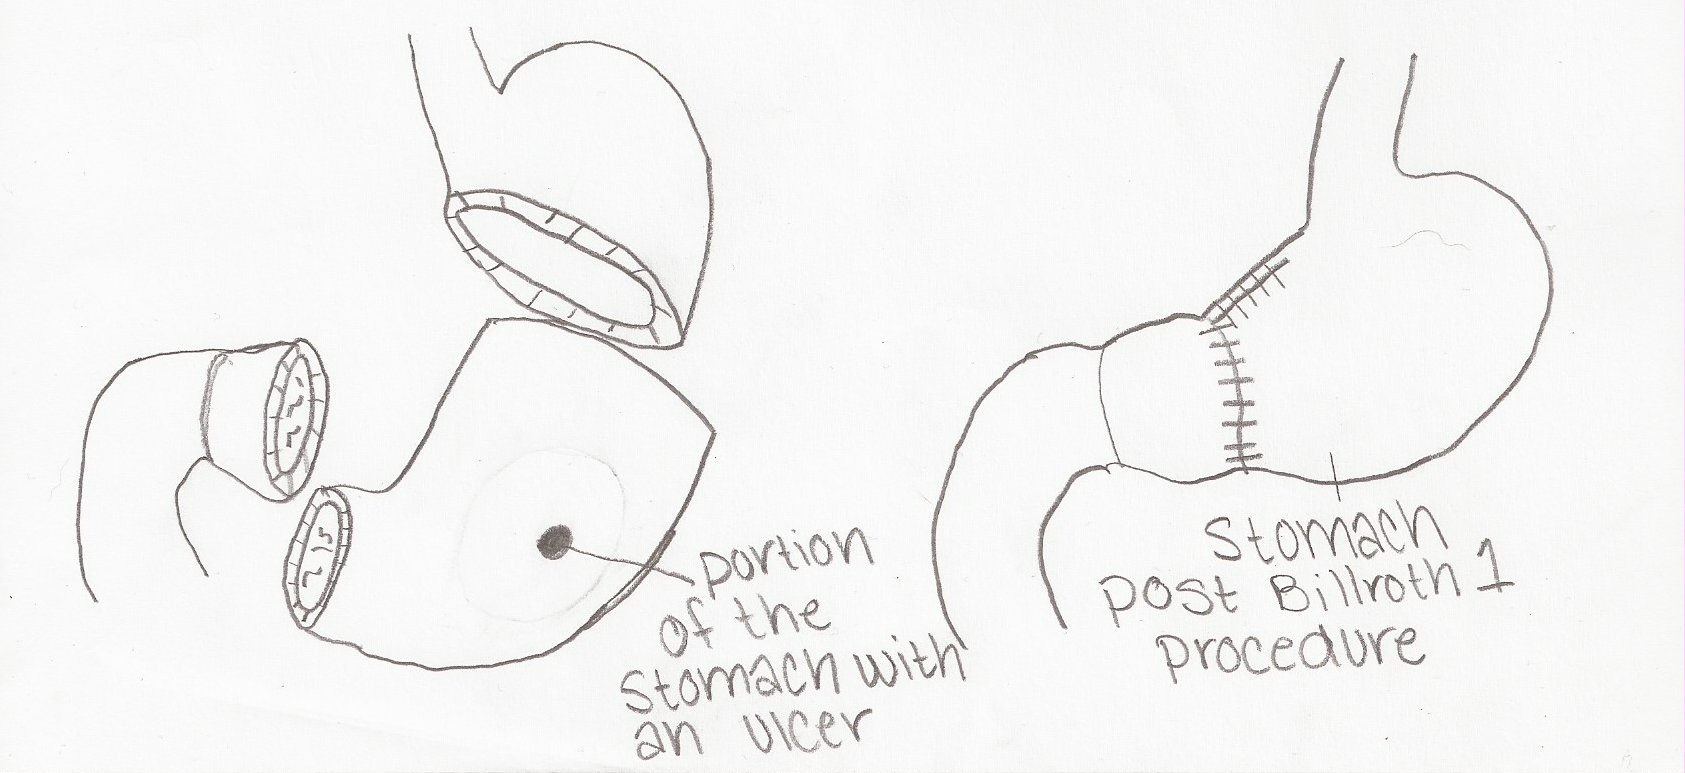 portion
of the
stomach with
an ulcer
Stomach
post Billroth 1
procedure